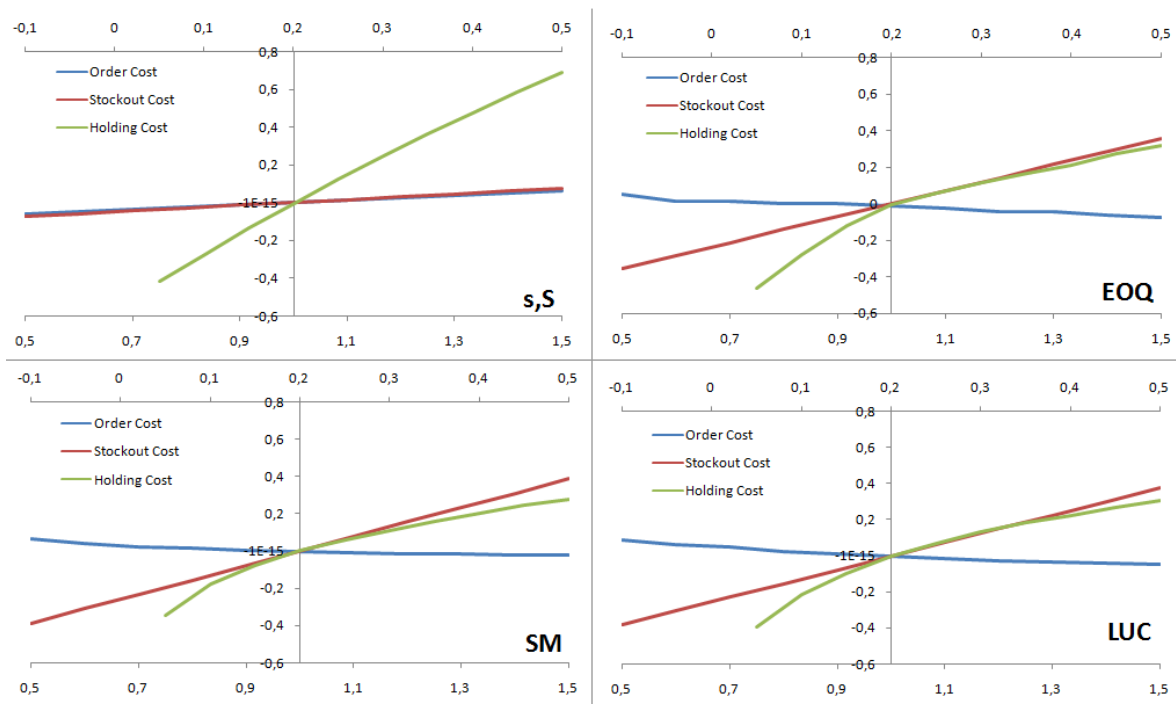 -0,1 0 0,1 0,2 0,3 0,4 0,5
0,8
Order Cost
0,6
Stockout Cost
0,4
Holding Cost
0,2
-1E-15
-0,2
-0,4
s,S
-0,6
0,5 0,7 0,9 1,1 1,3 1,5
-0,1 0 0,1 0,2 0,3 0,4 0,5
0,8
Order Cost
0,6
Stockout Cost
0,4
Holding Cost
0,2
0
-0,2
-0,4
EOQ
-0,6
0,5 0,7 0,9 1,1 1,3 1,5
-0,1 0 0,1 0,2 0,3 0,4 0,5
0,8
Order Cost
0,6
Stockout Cost
0,4
Holding Cost
0,2
-1E-15
-0,2
-0,4
SM
-0,6
0,5 0,7 0,9 1,1 1,3 1,5
-0,1 0 0,1 0,2 0,3 0,4 0,5
0,8
Order Cost
0,6
Stockout Cost
0,4
Holding Cost
0,2
-1E-15
-0,2
-0,4
LUC
-0,6
0,5 0,7 0,9 1,1 1,3 1,5